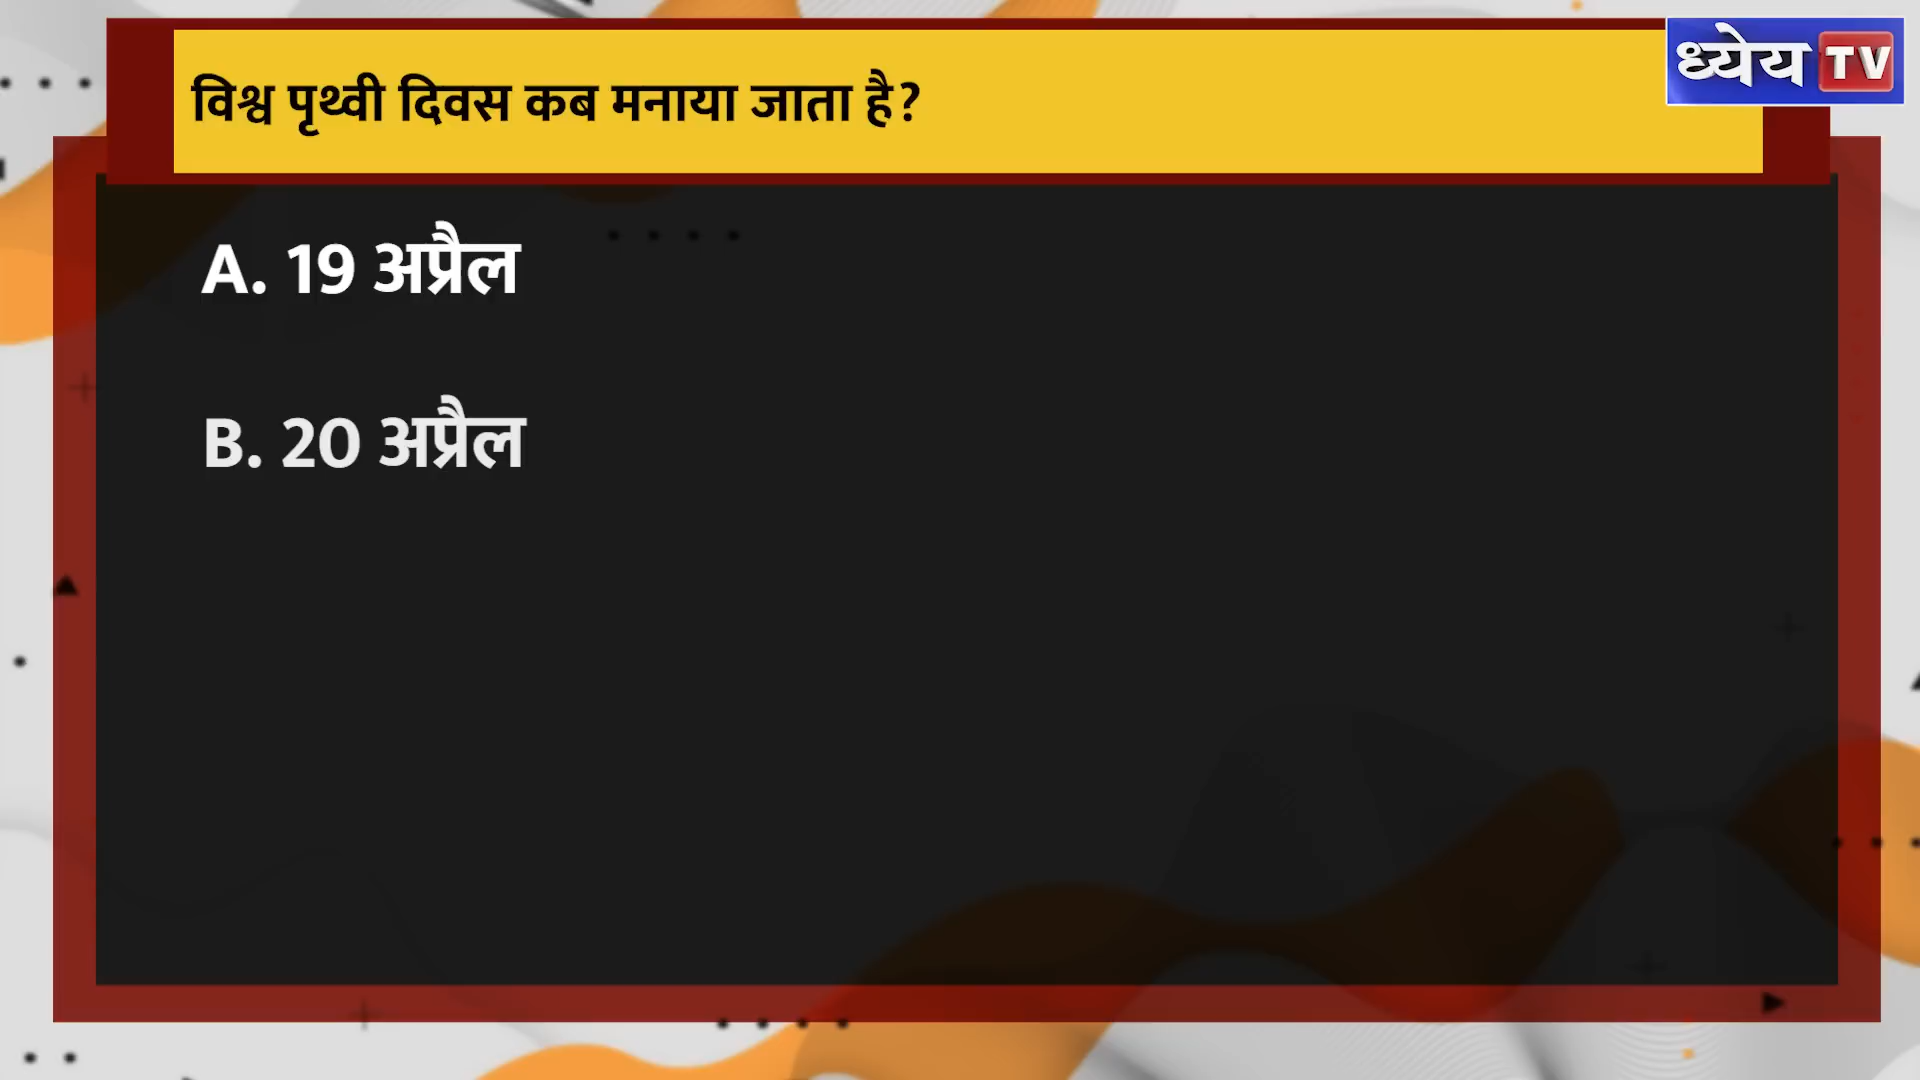 विश्व पृथ्वी दिवस कब मनाया जाता है?
ध्येय TV
A. 19 अप्रैल
B. 20 अप्रैल